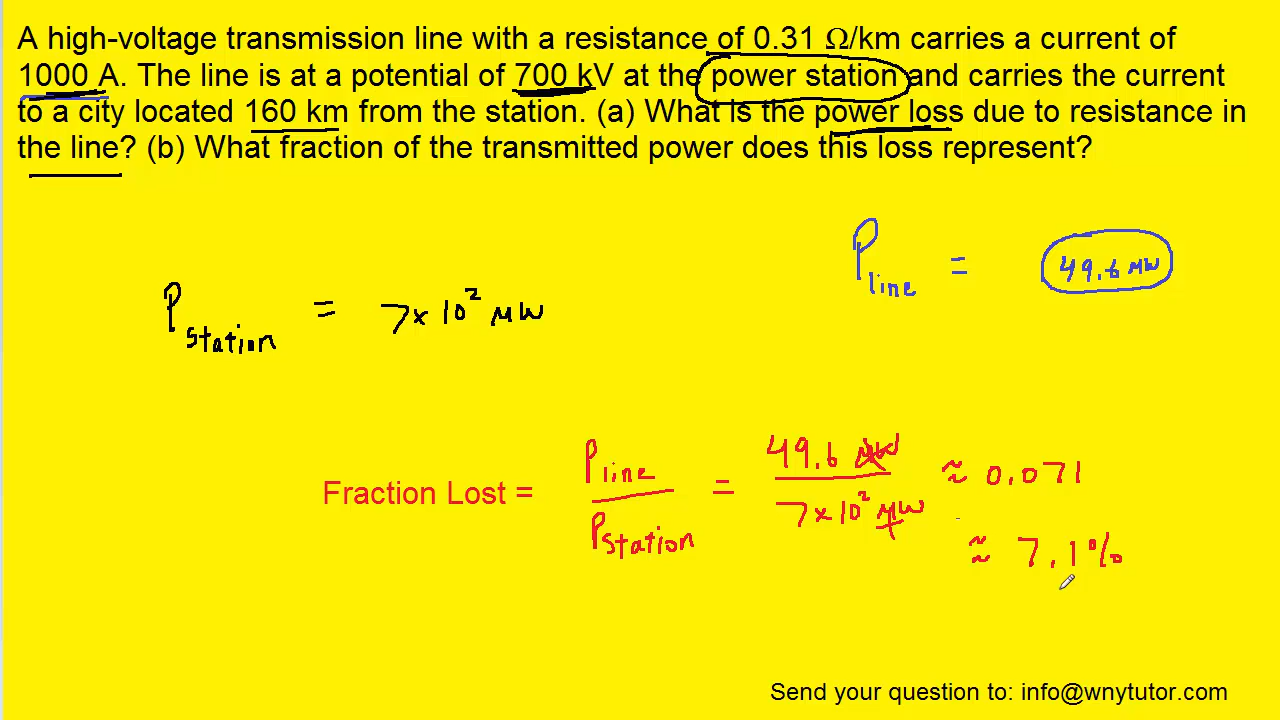 A high-voltage transmission line with a resistance of 0.31 Ω/km carries a current of
1000 A. The line is at a potential of 700 kV at the power station and carries the current
to a city located 160 km from the station. (a) What is the power loss due to resistance in
the line? (b) What fraction of the transmitted power does this loss represent?
P line = 49.6 MW
P station = 7 x 10² MW
Fraction Lost = P line / P station = 49.6 MW / 7 x 10² MW ≈ 0.071
≈ 7.1%
Send your question to: info@wnytutor.com